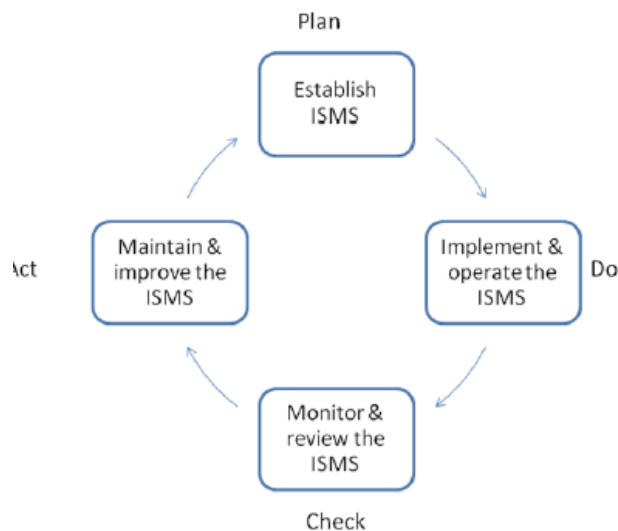 Plan
Establish
ISMS
Maintain &
improve the
ISMS
Act
Implement &
operate the
ISMS
Do
Monitor &
review the
ISMS
Check